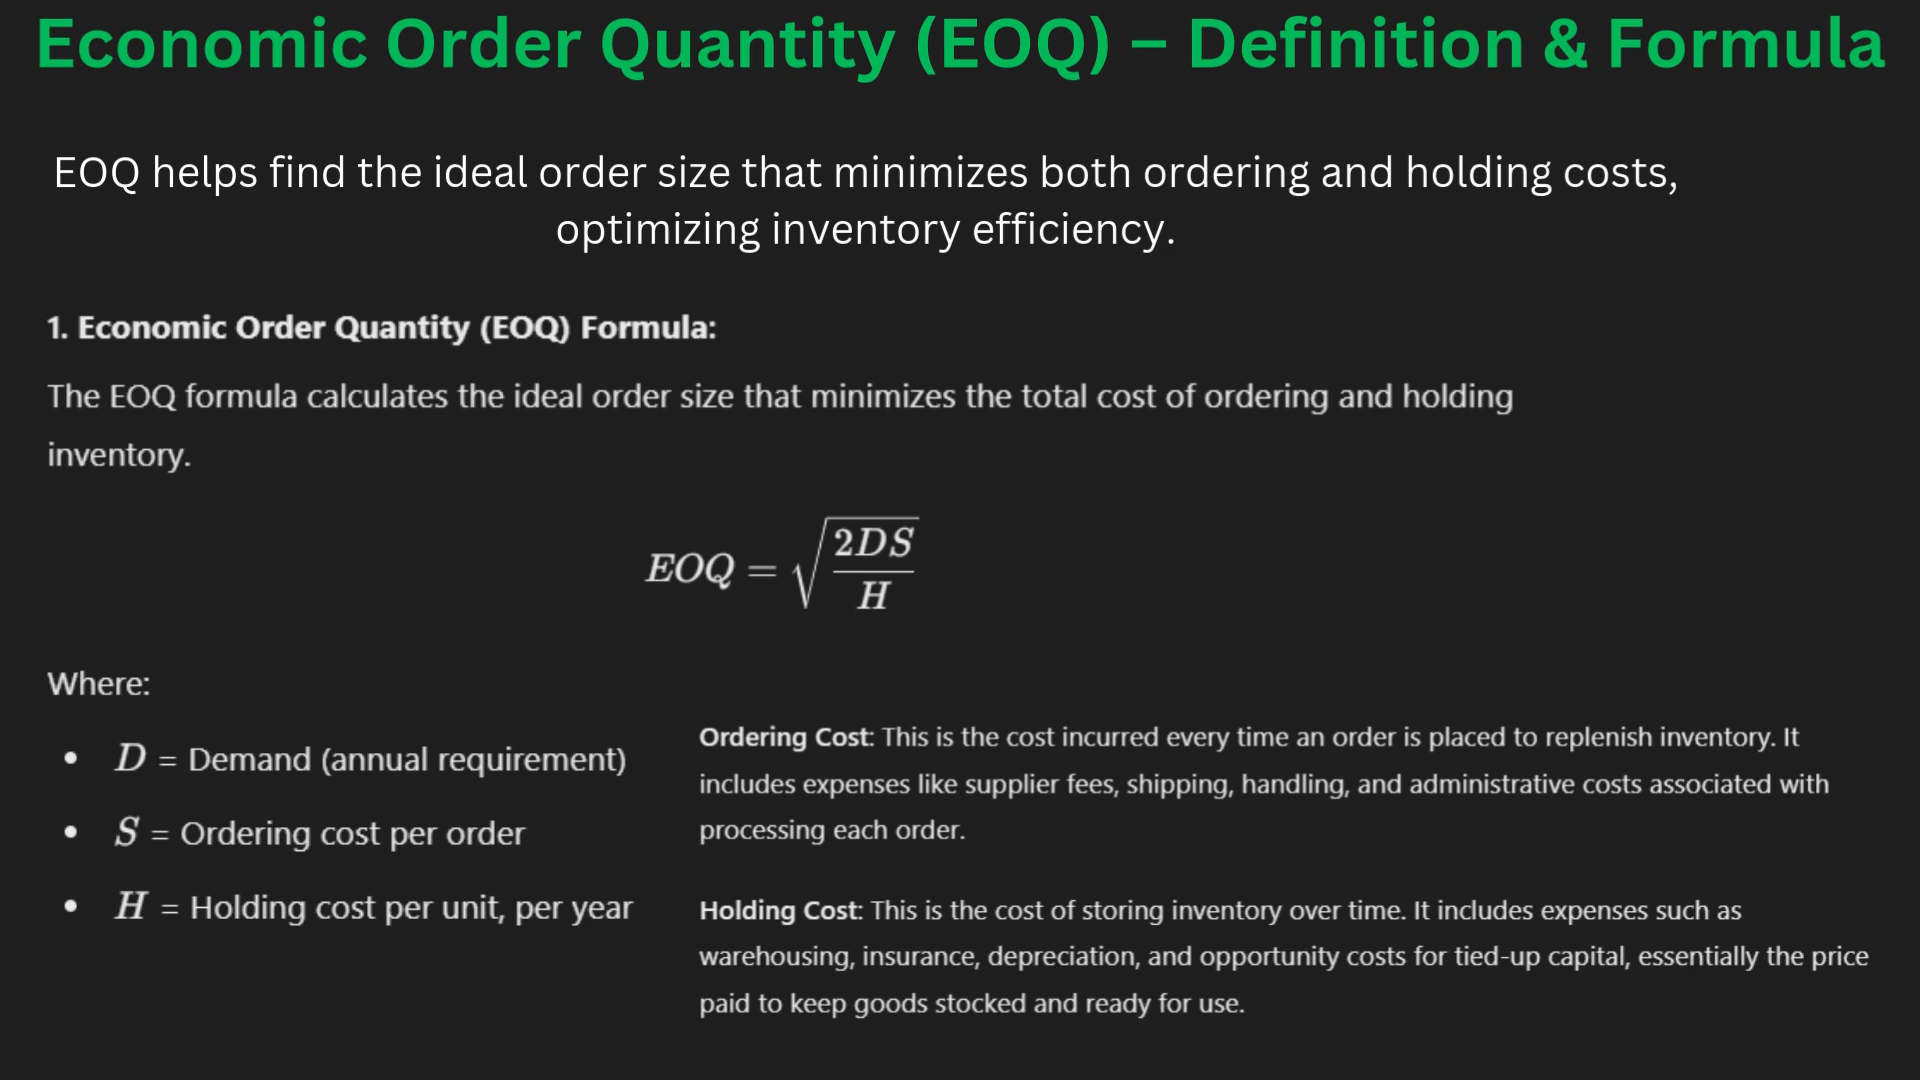 Economic Order Quantity (EOQ) – Definition & Formula
EOQ helps find the ideal order size that minimizes both ordering and holding costs,
optimizing inventory efficiency.
1. Economic Order Quantity (EOQ) Formula:
The EOQ formula calculates the ideal order size that minimizes the total cost of ordering and holding
inventory.
EOQ = √(2DS / H)
Where:
• D = Demand (annual requirement)
• S = Ordering cost per order
• H = Holding cost per unit, per year
Ordering Cost: This is the cost incurred every time an order is placed to replenish inventory. It
includes expenses like supplier fees, shipping, handling, and administrative costs associated with
processing each order.
Holding Cost: This is the cost of storing inventory over time. It includes expenses such as
warehousing, insurance, depreciation, and opportunity costs for tied-up capital, essentially the price
paid to keep goods stocked and ready for use.